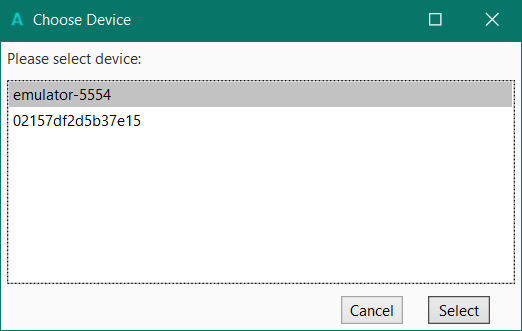 A Choose Device
Please select device:
emulator-5554
02157df2d5b37e15
Cancel Select